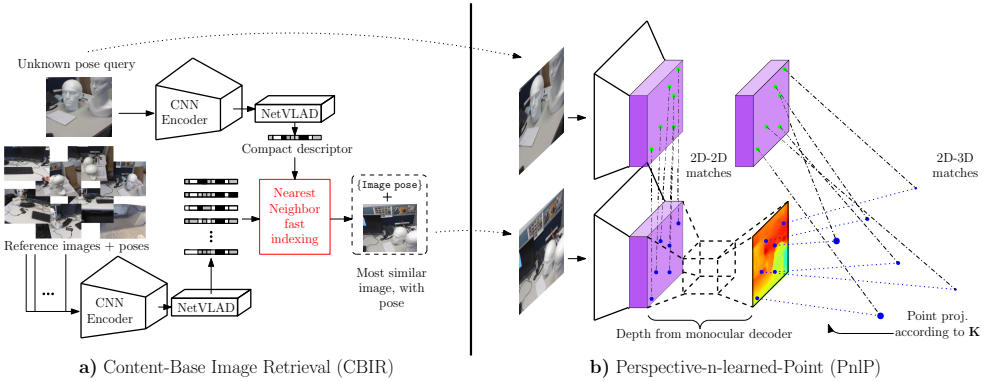 Unknown pose query
CNN
Encoder
NetVLAD
Compact descriptor
Nearest
Neighbor
fast
indexing
{Image pose}
+
Most similar
image, with
pose
Reference images + poses
...
CNN
Encoder
NetVLAD
a) Content-Base Image Retrieval (CBIR)
2D-2D
matches
2D-3D
matches
Depth from monocular decoder
Point proj.
according to K
b) Perspective-n-learned-Point (PnlP)